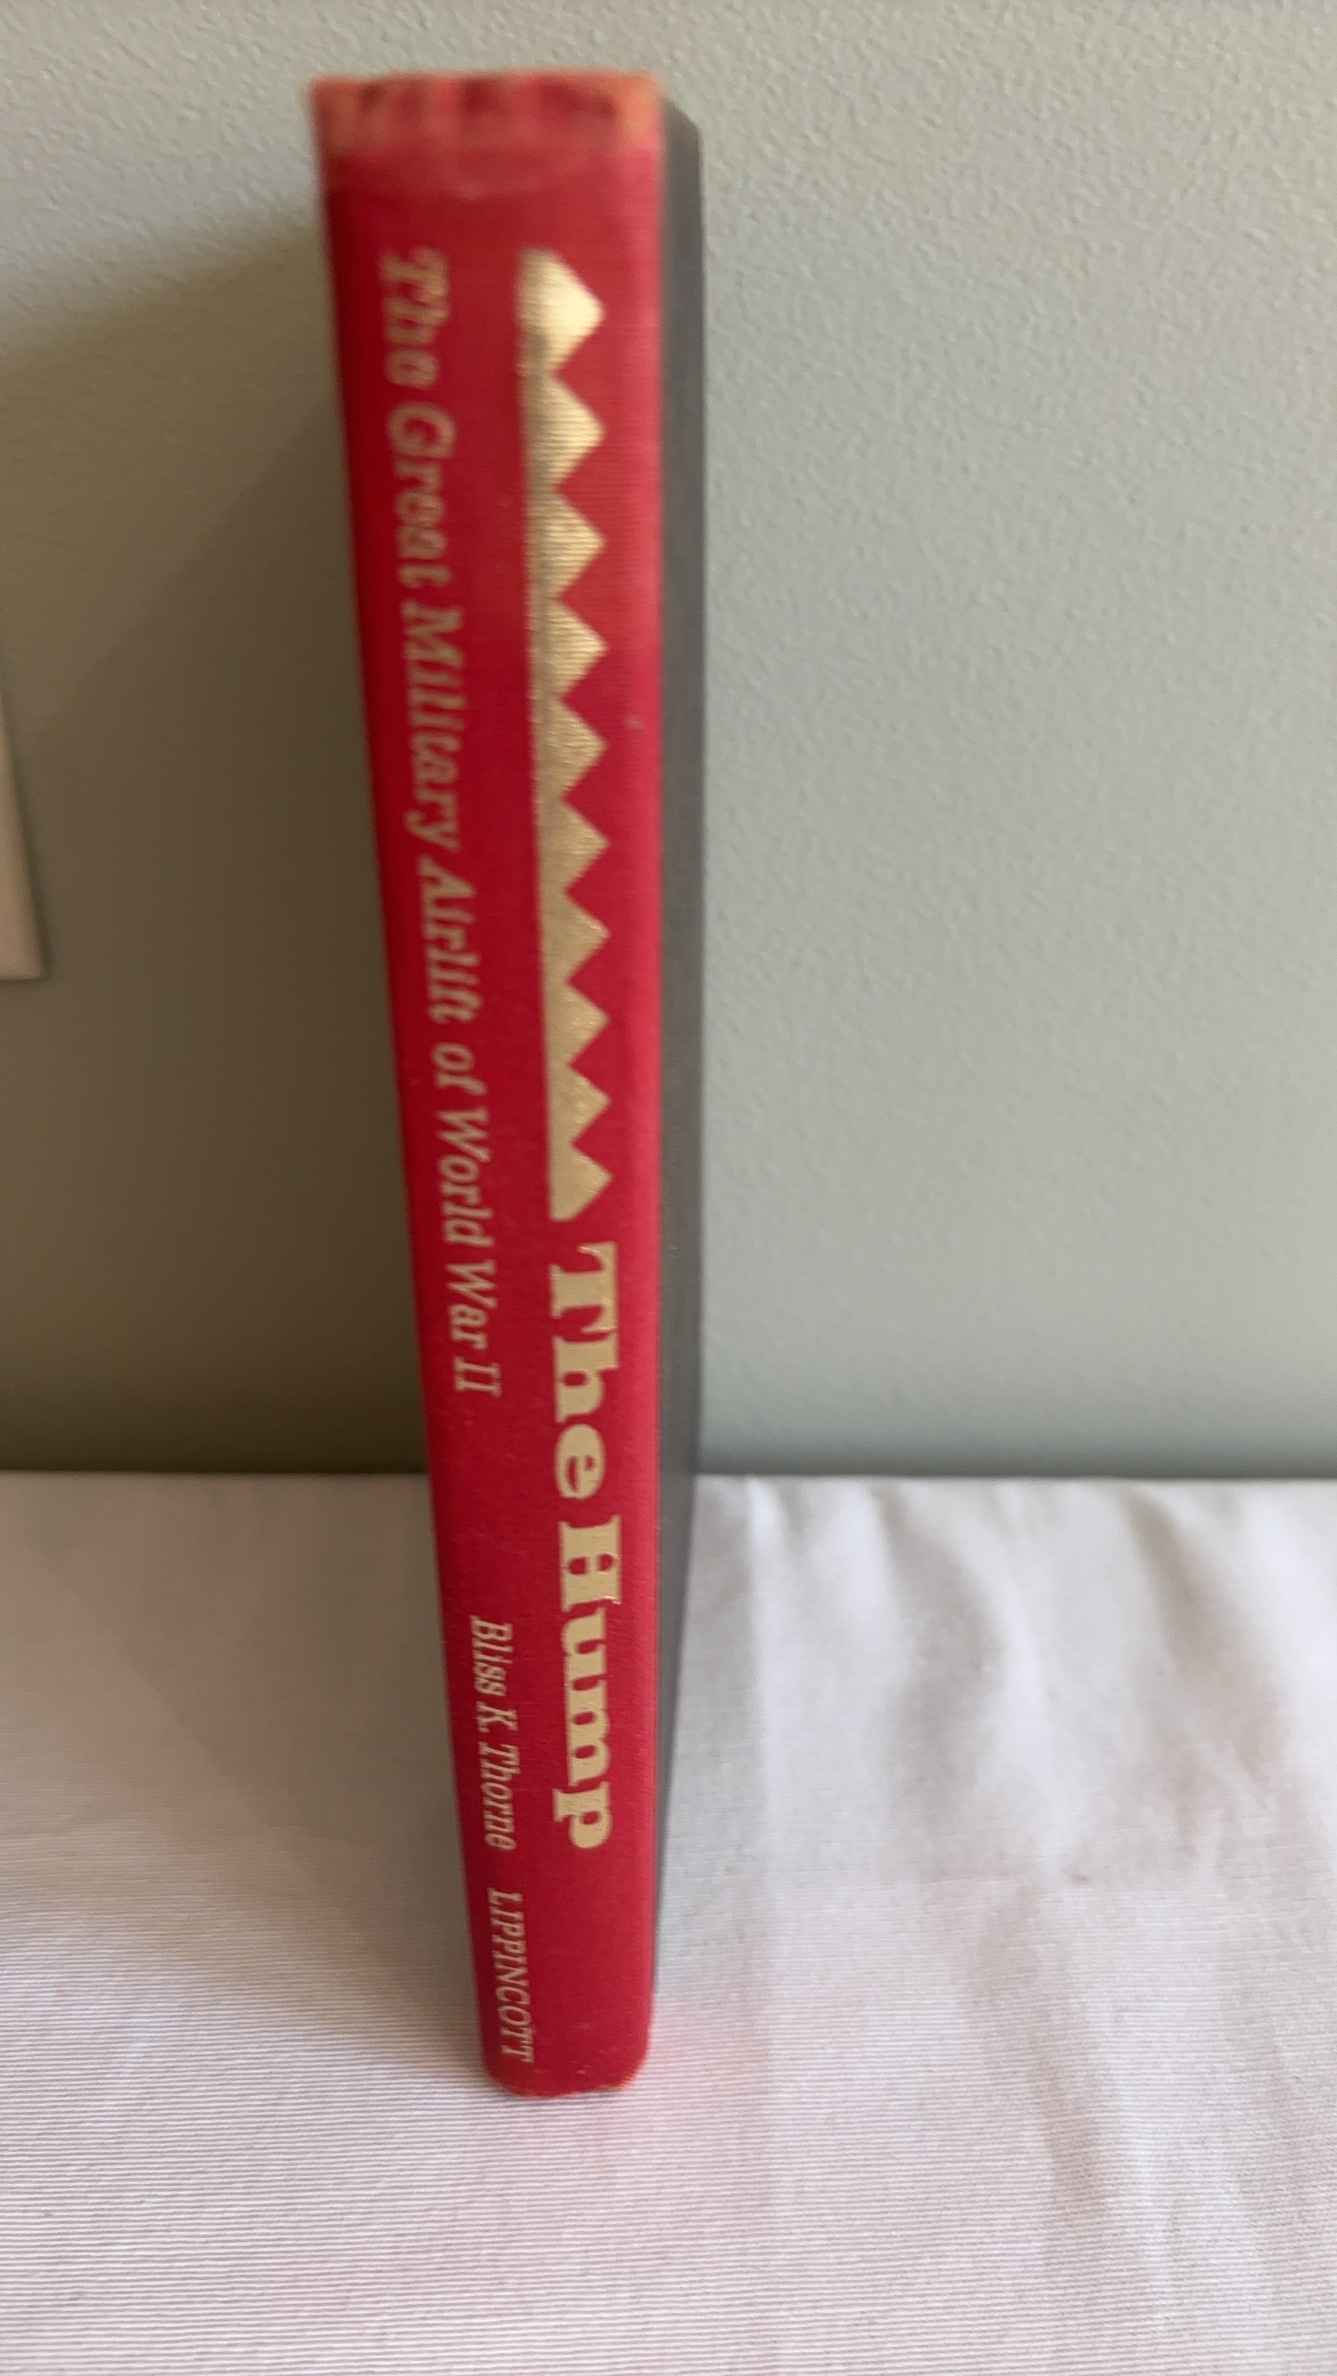 The Hump
The Great Military Airlift of World War II
Bliss K. Thorne
LIPPINCOTT